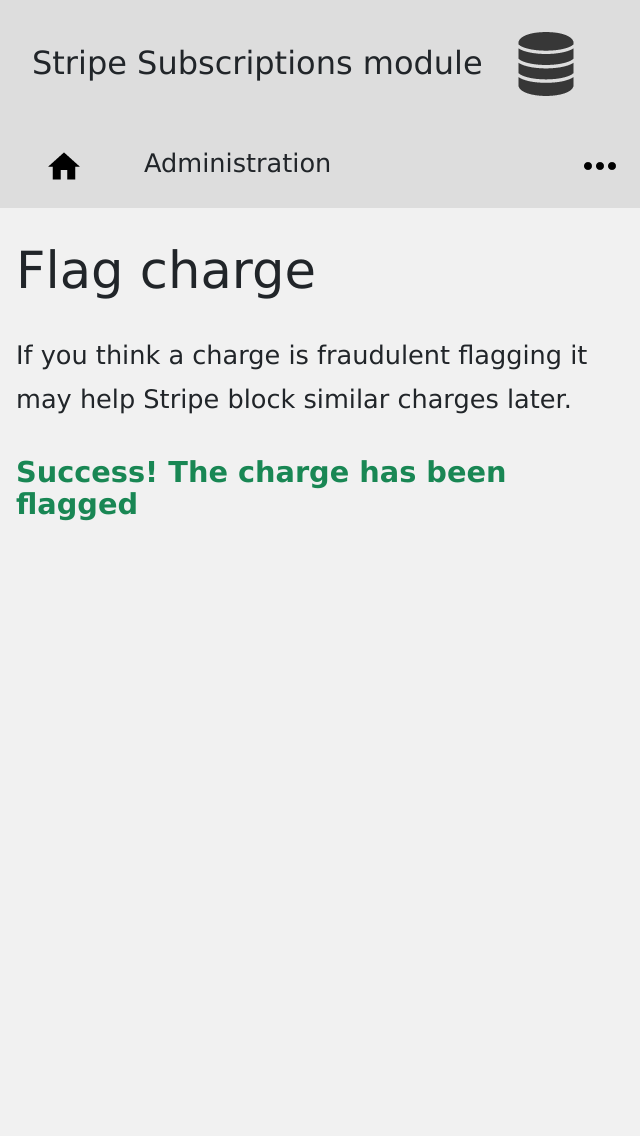 Stripe Subscriptions module
Administration
Flag charge
If you think a charge is fraudulent flagging it
may help Stripe block similar charges later.
Success! The charge has been
flagged